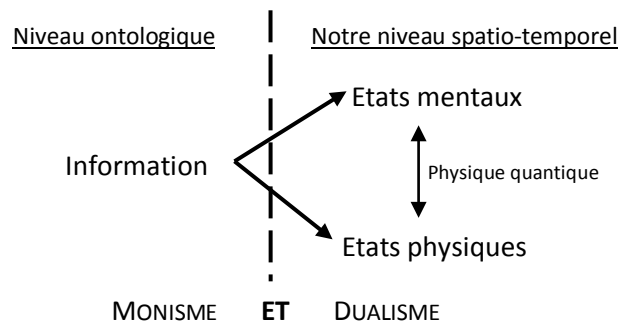 Niveau ontologique
Notre niveau spatio-temporel
Etats mentaux
Information
Physique quantique
Etats physiques
MONISME ET DUALISME